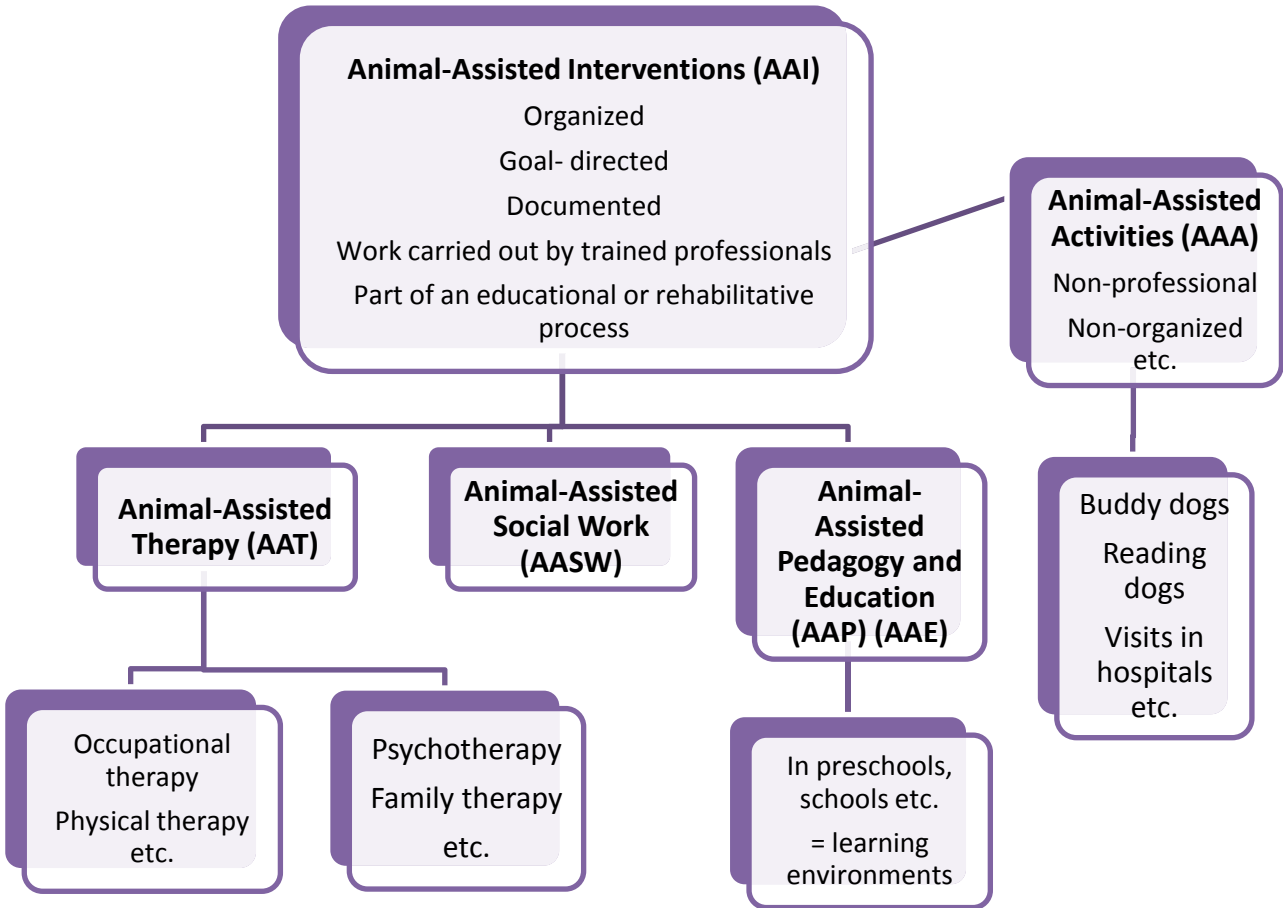 Animal-Assisted Interventions (AAI)
Organized
Goal- directed
Documented
Work carried out by trained professionals
Part of an educational or rehabilitative
process
Animal-Assisted
Activities (AAA)
Non-professional
Non-organized
etc.
Animal-Assisted
Therapy (AAT)
Animal-Assisted
Social Work
(AASW)
Animal-
Assisted
Pedagogy and
Education
(AAP) (AAE)
Buddy dogs
Reading
dogs
Visits in
hospitals
etc.
Occupational
therapy
Physical therapy
etc.
Psychotherapy
Family therapy
etc.
In preschools,
schools etc.
= learning
environments